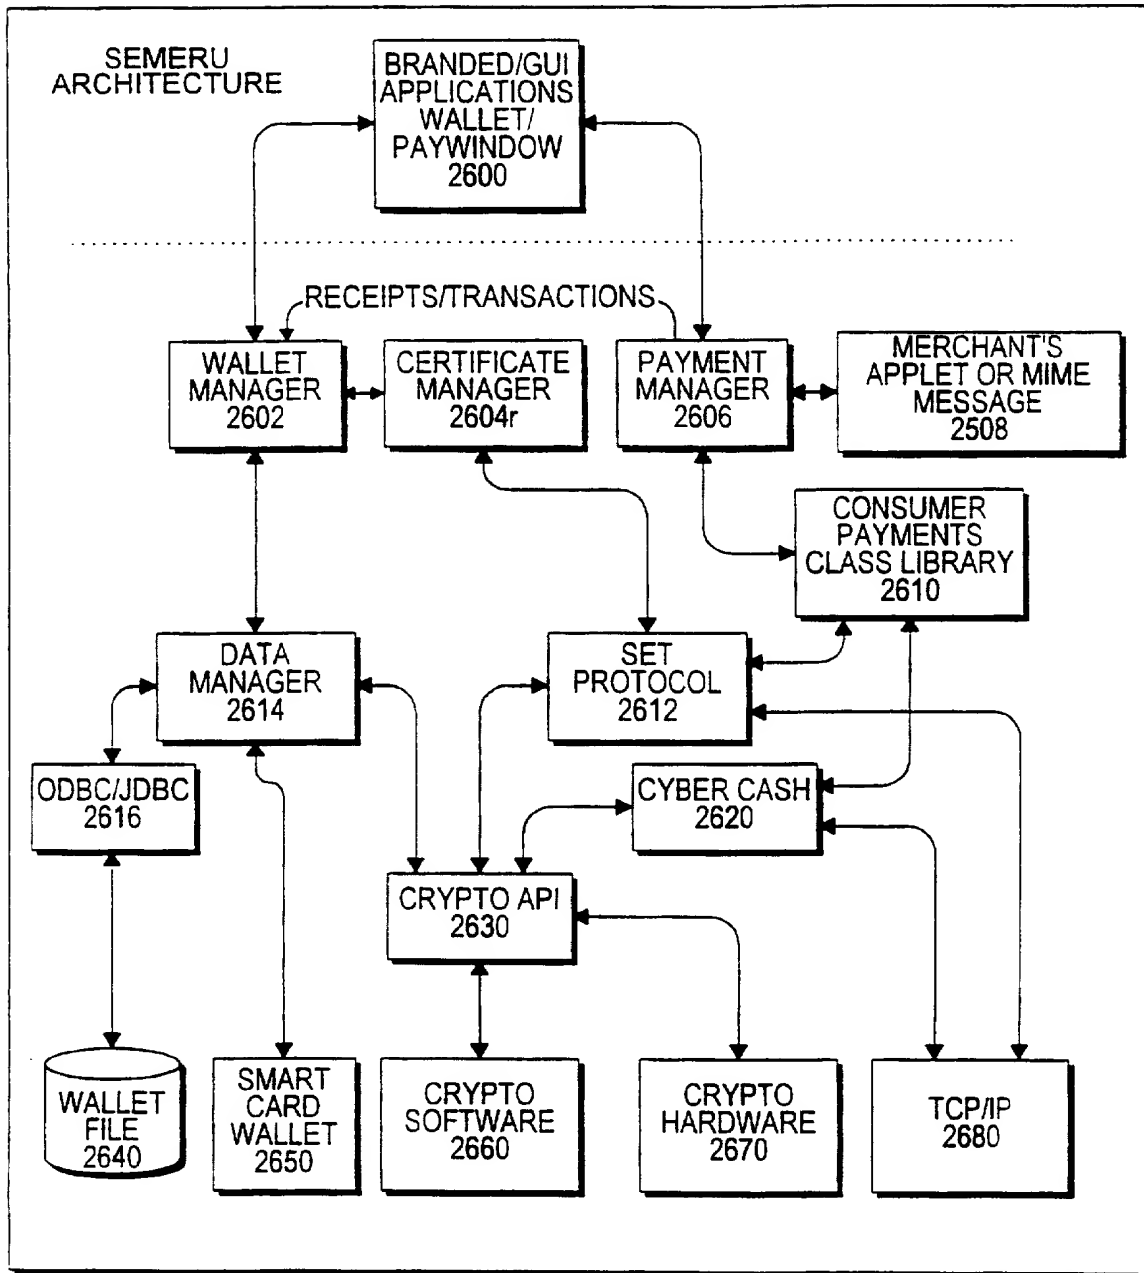 SEMERU
ARCHITECTURE
BRANDED/GUI
APPLICATIONS
WALLET/
PAYWINDOW
2600
RECEIPTS/TRANSACTIONS
WALLET
MANAGER
2602
CERTIFICATE
MANAGER
2604r
PAYMENT
MANAGER
2606
MERCHANT'S
APPLET OR MIME
MESSAGE
2508
CONSUMER
PAYMENTS
CLASS LIBRARY
2610
DATA
MANAGER
2614
SET
PROTOCOL
2612
ODBC/JDBC
2616
CYBER CASH
2620
CRYPTO API
2630
WALLET
FILE
2640
SMART
CARD
WALLET
2650
CRYPTO
SOFTWARE
2660
CRYPTO
HARDWARE
2670
TCP/IP
2680